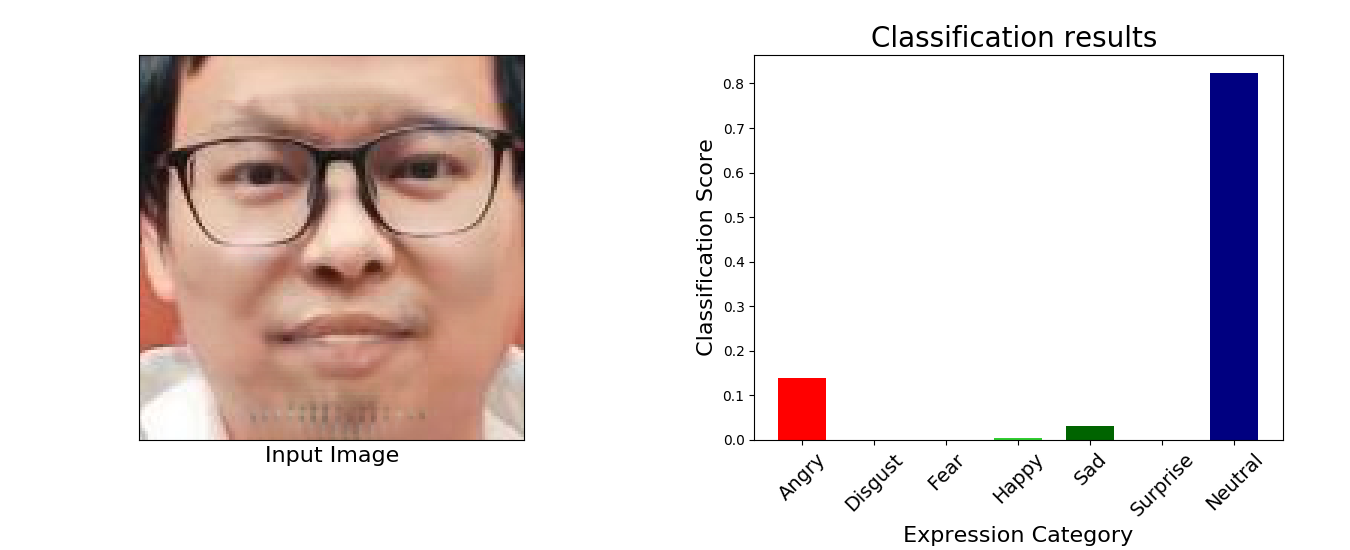 Classification results
Classification Score
0.8
0.7
0.6
0.5
0.4
0.3
0.2
0.1
0.0
Angry
Disgust
Fear
Happy
Sad
Surprise
Neutral
Expression Category
Input Image